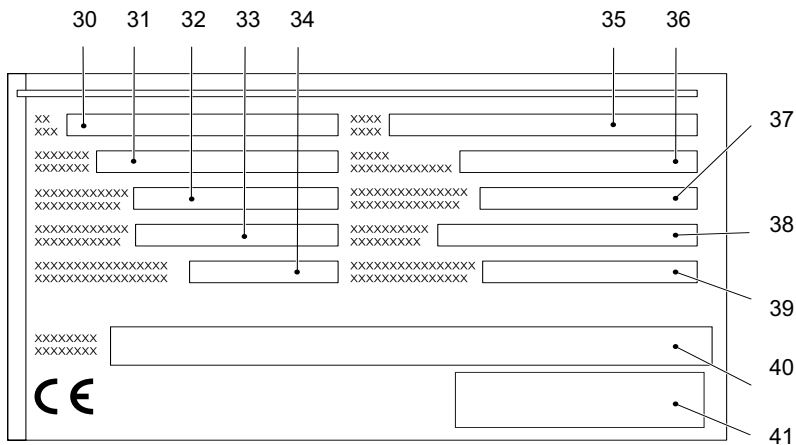 30 31 32 33 34 35 36
XX XXXX
XXX XXXX
37
XXXXXXX XXXXX
XXXXXXX XXXXXXXXXXXXX
XXXXXXXXXXXX XXXXXXXXXXXXXXX
XXXXXXXXXXX XXXXXXXXXXXXXX
38
XXXXXXXXXXXX XXXXXXXXXX
XXXXXXXXXXX XXXXXXXXX
XXXXXXXXXXXXXXXXX XXXXXXXXXXXXXXXX
XXXXXXXXXXXXXXXXX XXXXXXXXXXXXXXX
39
XXXXXXXX
XXXXXXXX
40
CE
41